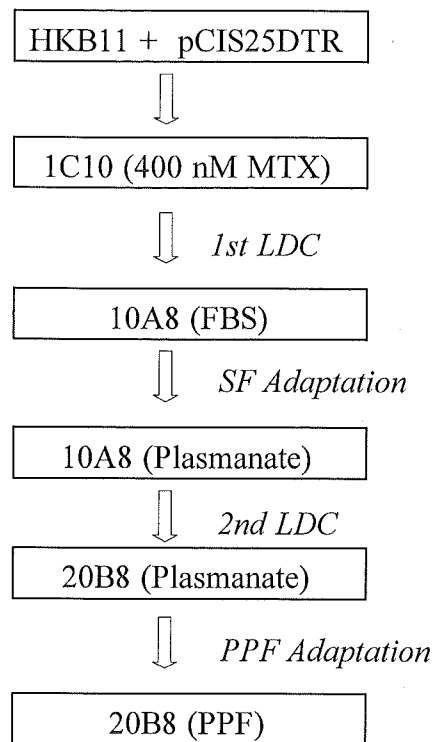 HKB11 + pCIS25DTR
1C10 (400 nM MTX)
1st LDC
10A8 (FBS)
SF Adaptation
10A8 (Plasmanate)
2nd LDC
20B8 (Plasmanate)
PPF Adaptation
20B8 (PPF)